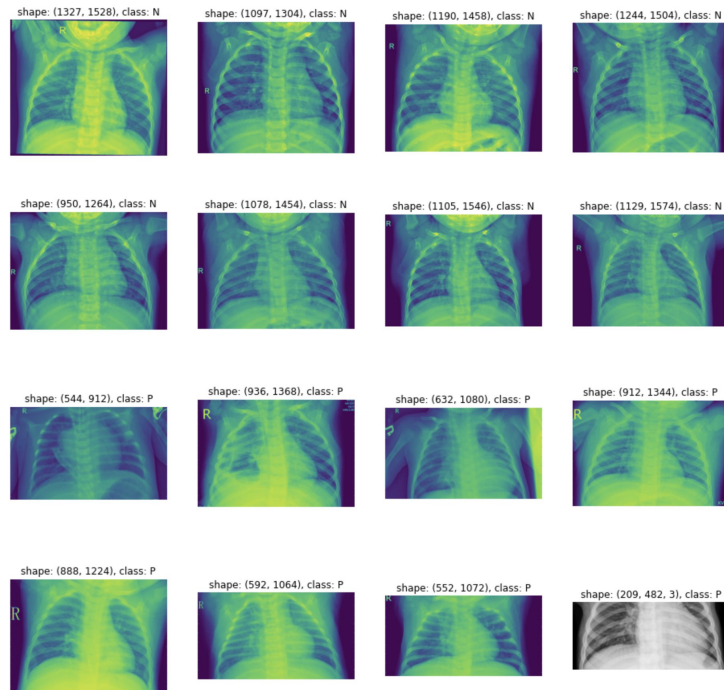 shape: (1327, 1528), class: N
shape: (1097, 1304), class: N
shape: (1190, 1458), class: N
shape: (1244, 1504), class: N
R
R
R
R
shape: (950, 1264), class: N
shape: (1078, 1454), class: N
shape: (1105, 1546), class: N
shape: (1129, 1574), class: N
R
R
R
R
shape: (544, 912), class: P
shape: (936, 1368), class: P
shape: (632, 1080), class: P
shape: (912, 1344), class: P
R
R
R
R
shape: (888, 1224), class: P
shape: (592, 1064), class: P
shape: (552, 1072), class: P
shape: (209, 482, 3), class: P
R
R
R